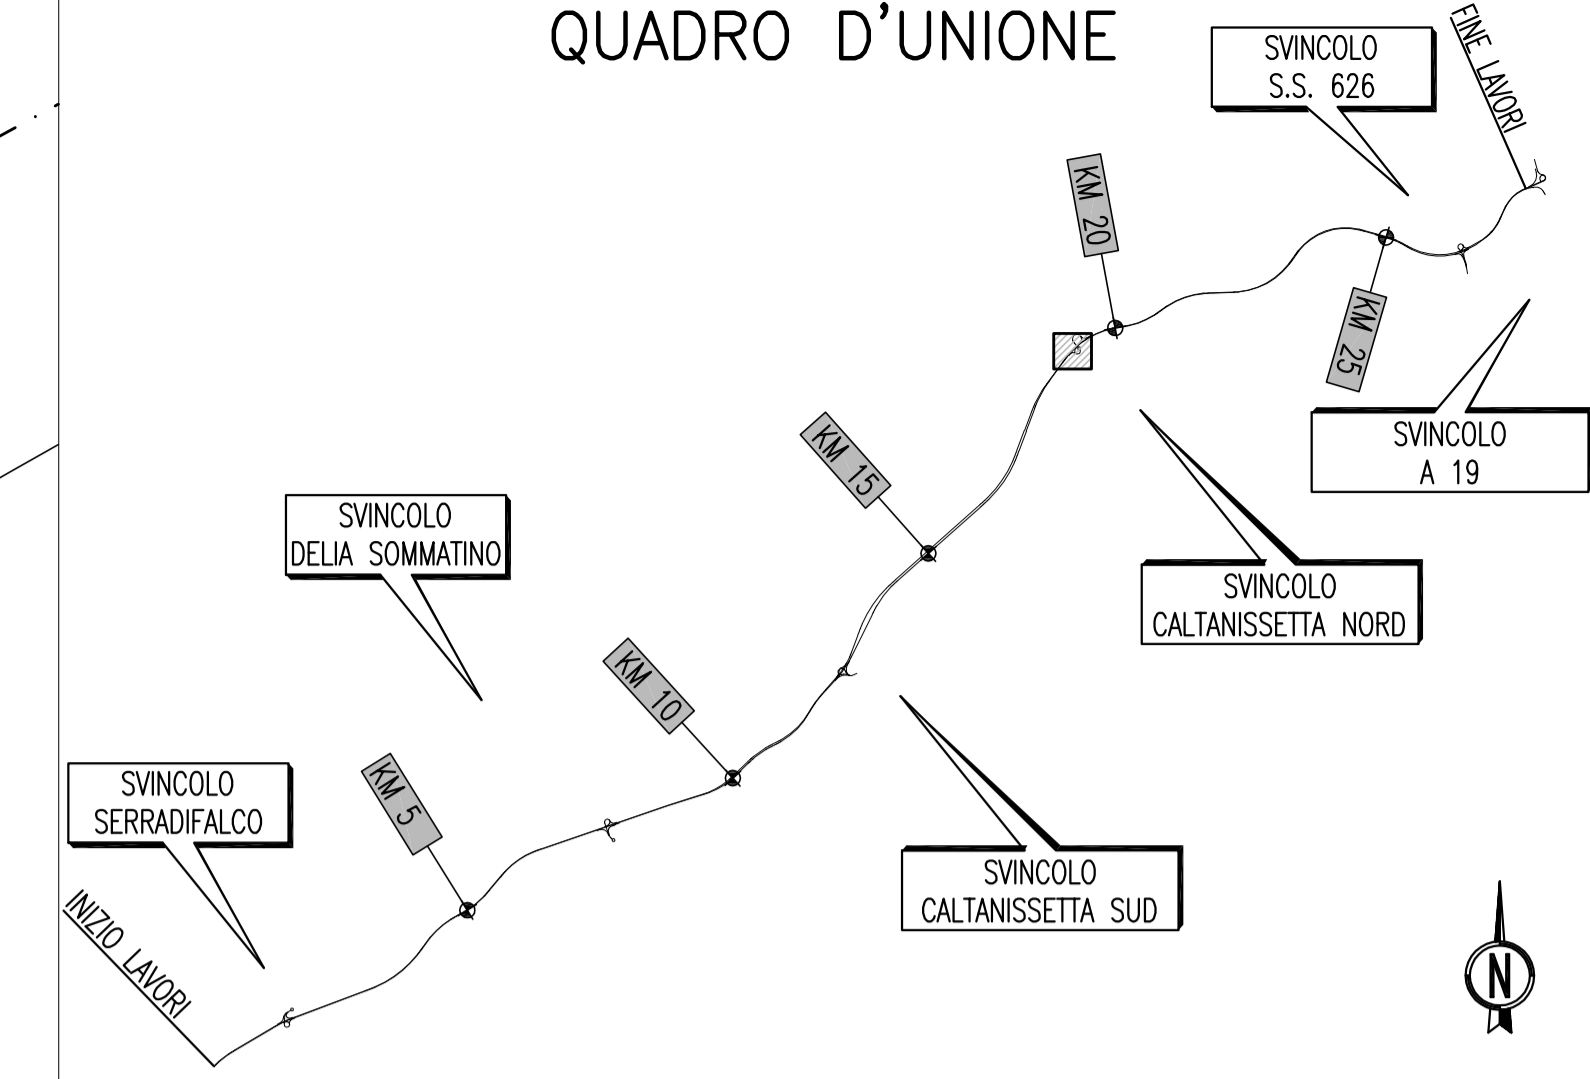 QUADRO D'UNIONE
SVINCOLO
S.S. 626
FINE LAVORI
KM 20
KM 25
SVINCOLO
A 19
KM 15
SVINCOLO
DELIA SOMMATINO
SVINCOLO
CALTANISSETTA NORD
KM 10
KM 5
SVINCOLO
SERRADIFALCO
SVINCOLO
CALTANISSETTA SUD
INIZIO LAVORI
N